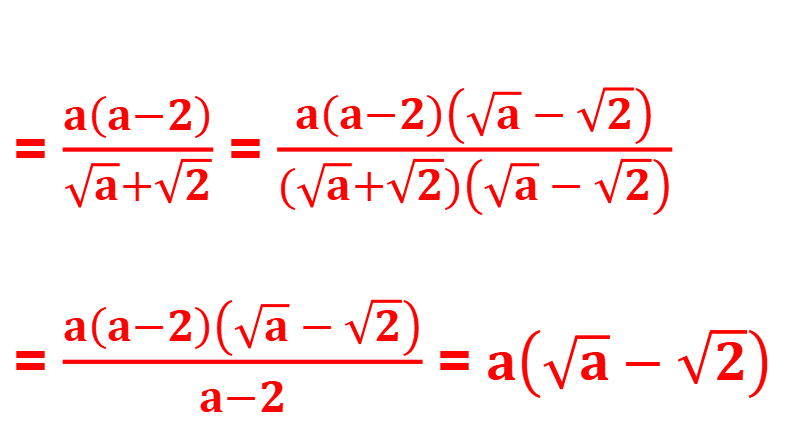 = a(a−2)/(√a+√2) = a(a−2)(√a − √2)/((√a+√2)(√a − √2))
= a(a−2)(√a − √2)/(a−2) = a(√a − √2)